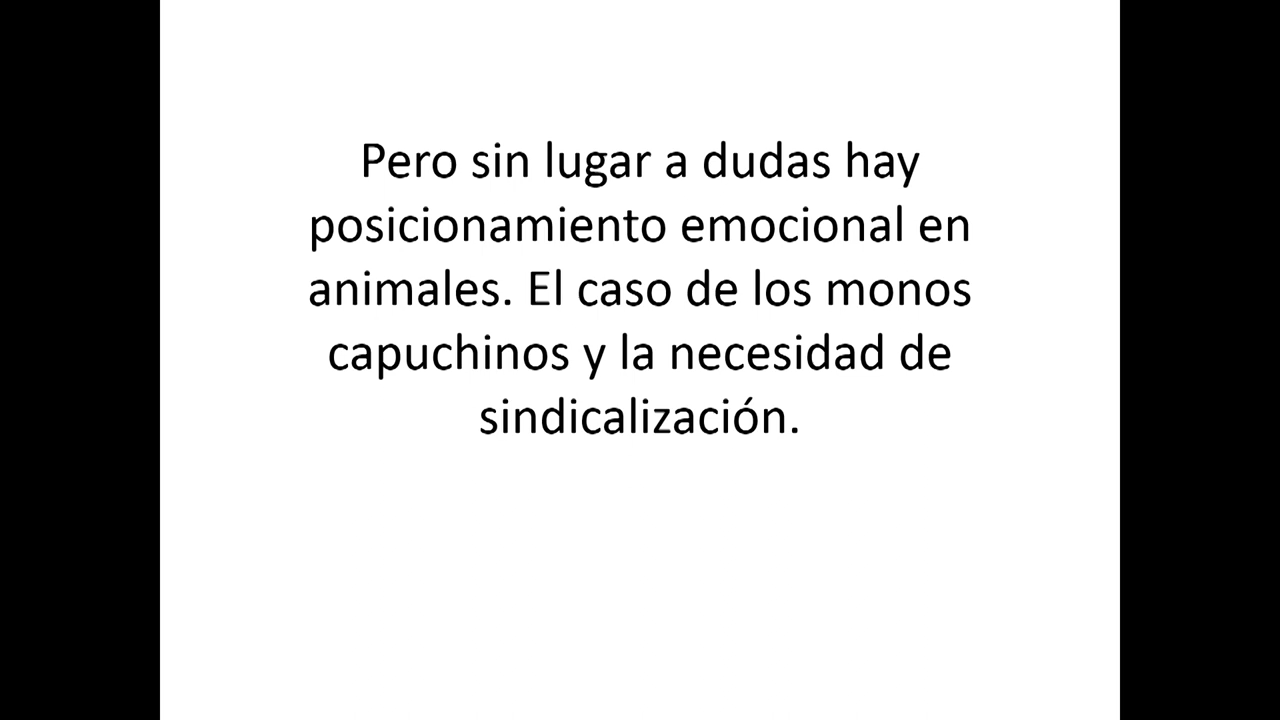 Pero sin lugar a dudas hay
posicionamiento emocional en
animales. El caso de los monos
capuchinos y la necesidad de
sindicalización.